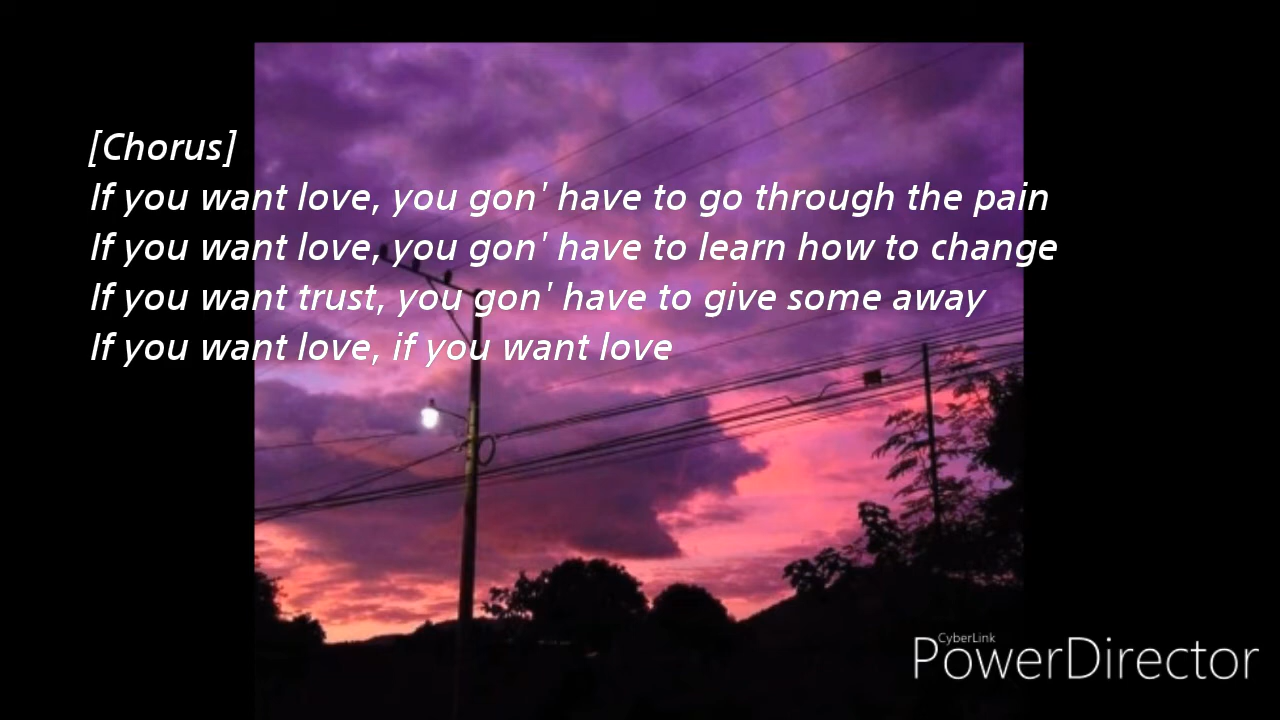 [Chorus]
If you want love, you gon' have to go through the pain
If you want love, you gon' have to learn how to change
If you want trust, you gon' have to give some away
If you want love, if you want love
CyberLink
PowerDirector